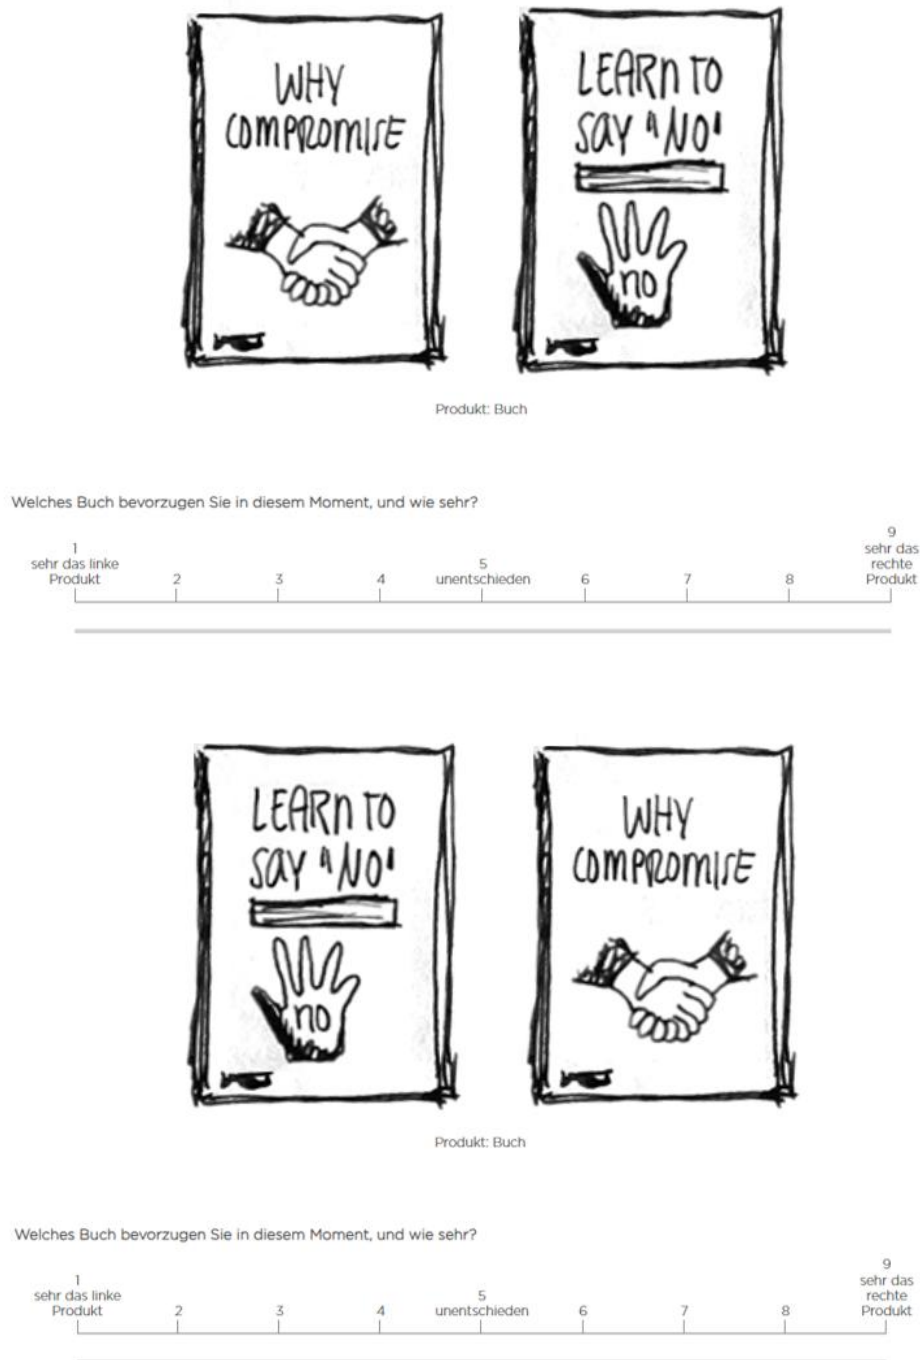 WHY
COMPROMISE
LEARN TO
SAY "NO"
no
Produkt: Buch
Welches Buch bevorzugen Sie in diesem Moment, und wie sehr?
1
sehr das linke
Produkt
2
3
4
5
unentschieden
6
7
8
9
sehr das
rechte
Produkt
LEARN TO
SAY "NO"
no
WHY
COMPROMISE
Produkt: Buch
Welches Buch bevorzugen Sie in diesem Moment, und wie sehr?
1
sehr das linke
Produkt
2
3
4
5
unentschieden
6
7
8
9
sehr das
rechte
Produkt